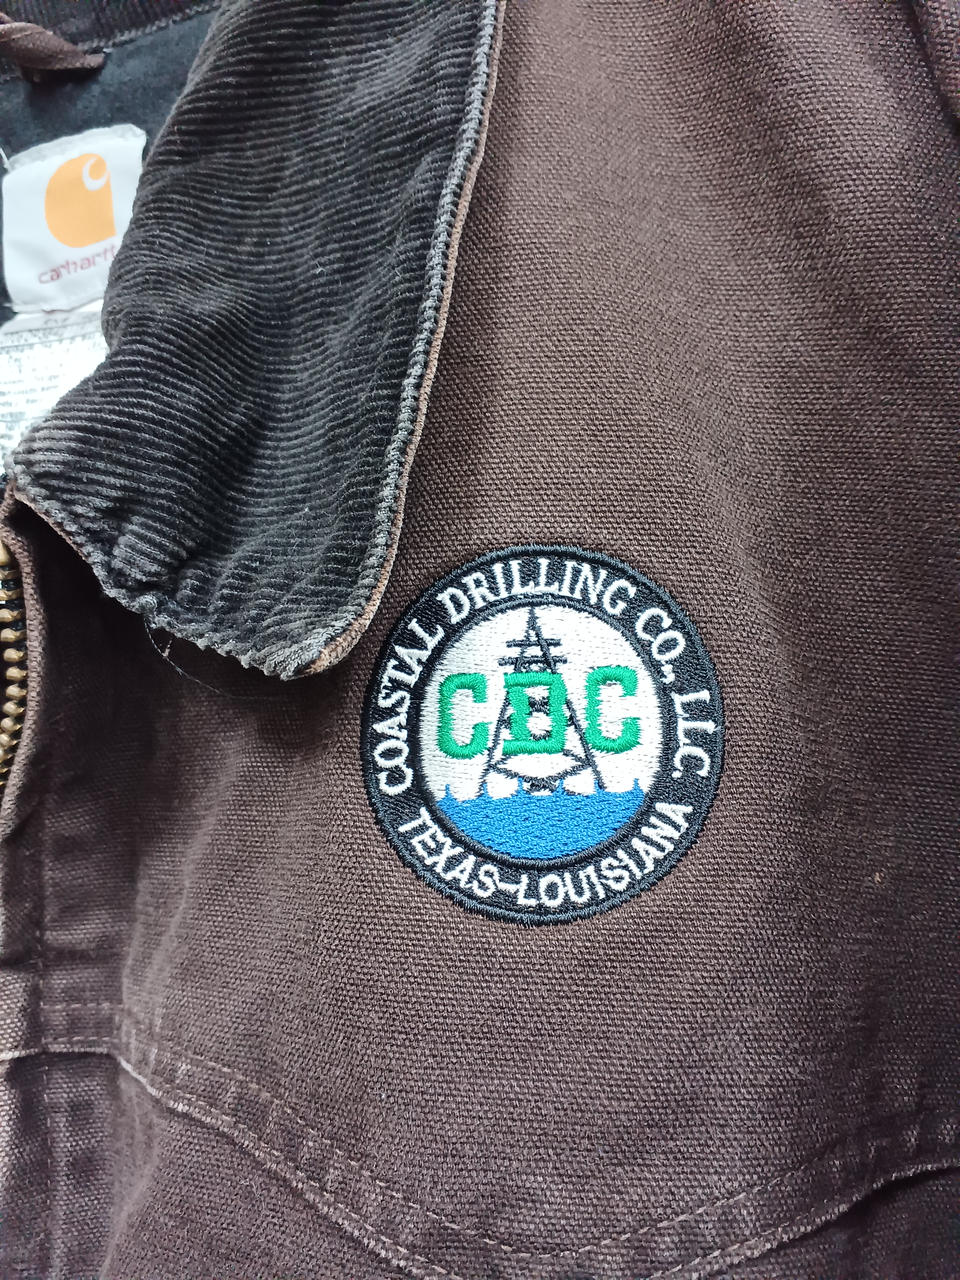 carhartt
COASTAL DRILLING CO., LLC.
CDC
TEXAS-LOUISIANA